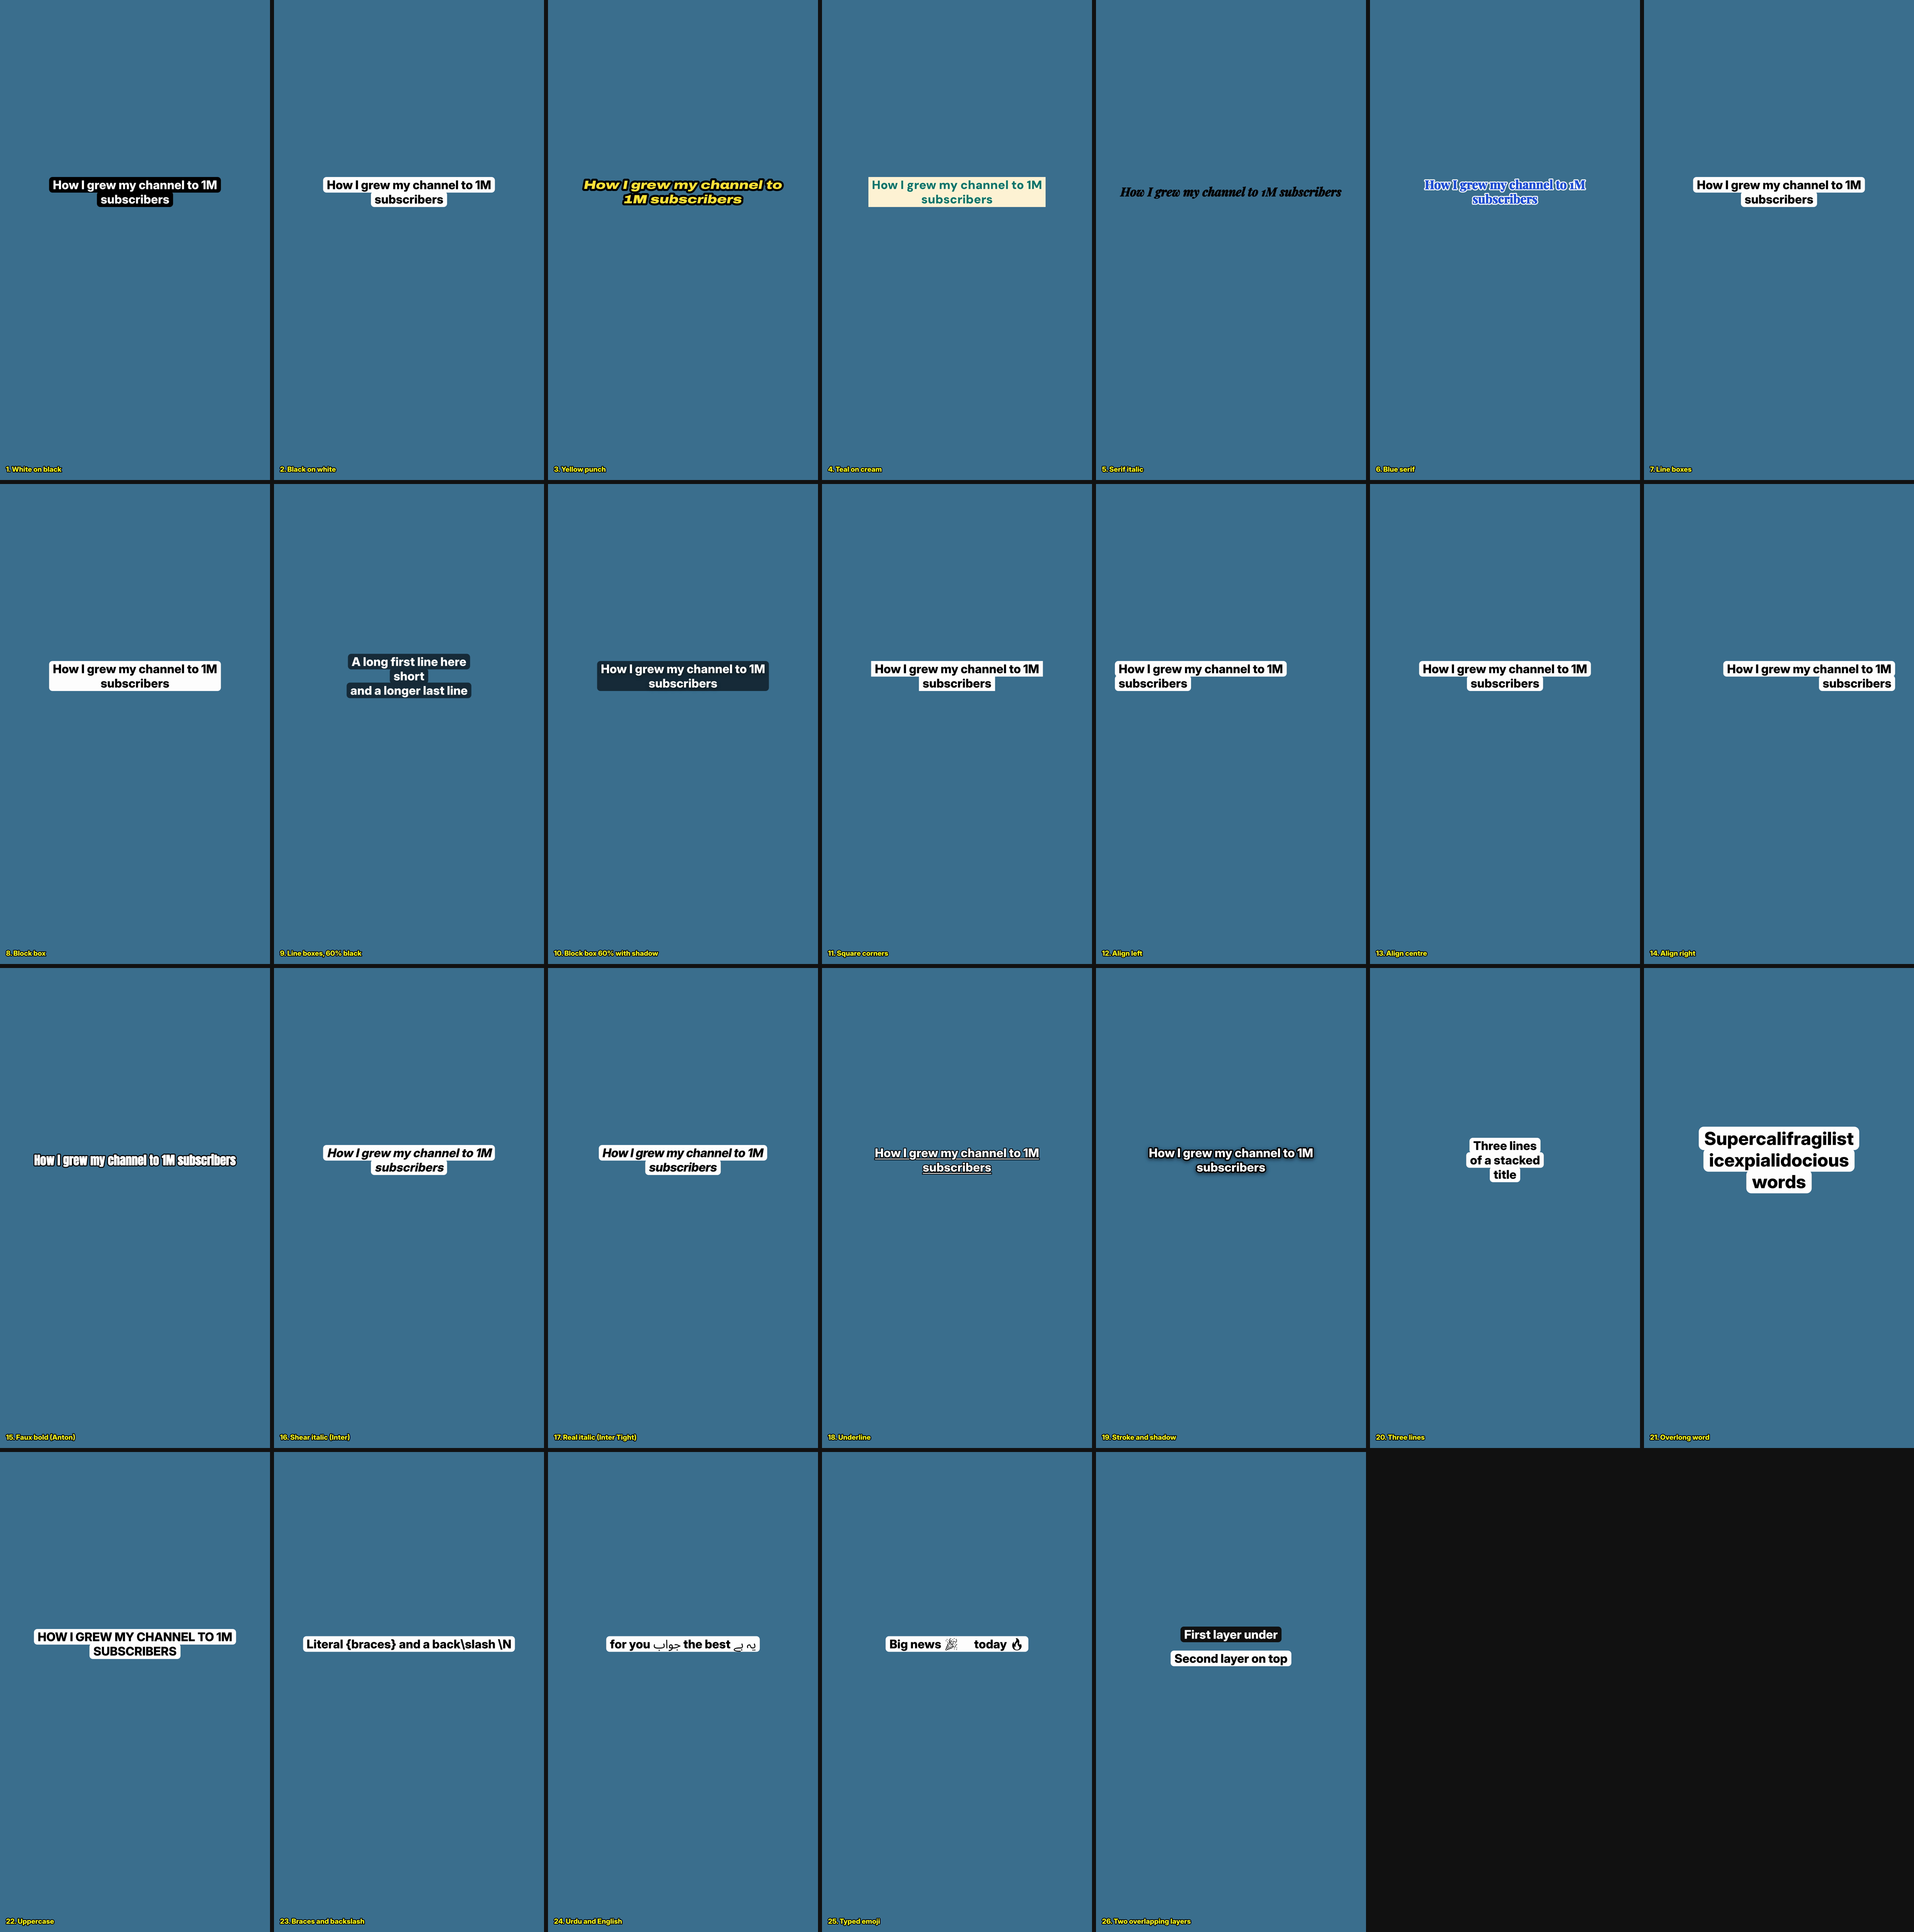 How I grew my channel to 1M
subscribers
1. White on black
How I grew my channel to 1M
subscribers
2. Black on white
How I grew my channel to
1M subscribers
3. Yellow punch
How I grew my channel to 1M
subscribers
4. Teal on cream
How I grew my channel to 1M subscribers
5. Serif italic
How I grew my channel to 1M
subscribers
6. Blue serif
How I grew my channel to 1M
subscribers
7. Line boxes
How I grew my channel to 1M
subscribers
8. Block box
A long first line here
short
and a longer last line
9. Line boxes, 60% black
How I grew my channel to 1M
subscribers
10. Block box 60% with shadow
How I grew my channel to 1M
subscribers
11. Square corners
How I grew my channel to 1M
subscribers
12. Align left
How I grew my channel to 1M
subscribers
13. Align centre
How I grew my channel to 1M
subscribers
14. Align right
How I grew my channel to 1M subscribers
15. Faux bold (Anton)
How I grew my channel to 1M
subscribers
16. Shear italic (Inter)
How I grew my channel to 1M
subscribers
17. Real italic (Inter Tight)
How I grew my channel to 1M
subscribers
18. Underline
How I grew my channel to 1M
subscribers
19. Stroke and shadow
Three lines
of a stacked
title
20. Three lines
Supercalifragilist
icexpialidocious
words
21. Overlong word
HOW I GREW MY CHANNEL TO 1M
SUBSCRIBERS
22. Uppercase
Literal {braces} and a back\slash \N
23. Braces and backslash
for you جواب the best یہ ہے
24. Urdu and English
Big news 🎉 today 🔥
25. Typed emoji
First layer under
Second layer on top
26. Two overlapping layers